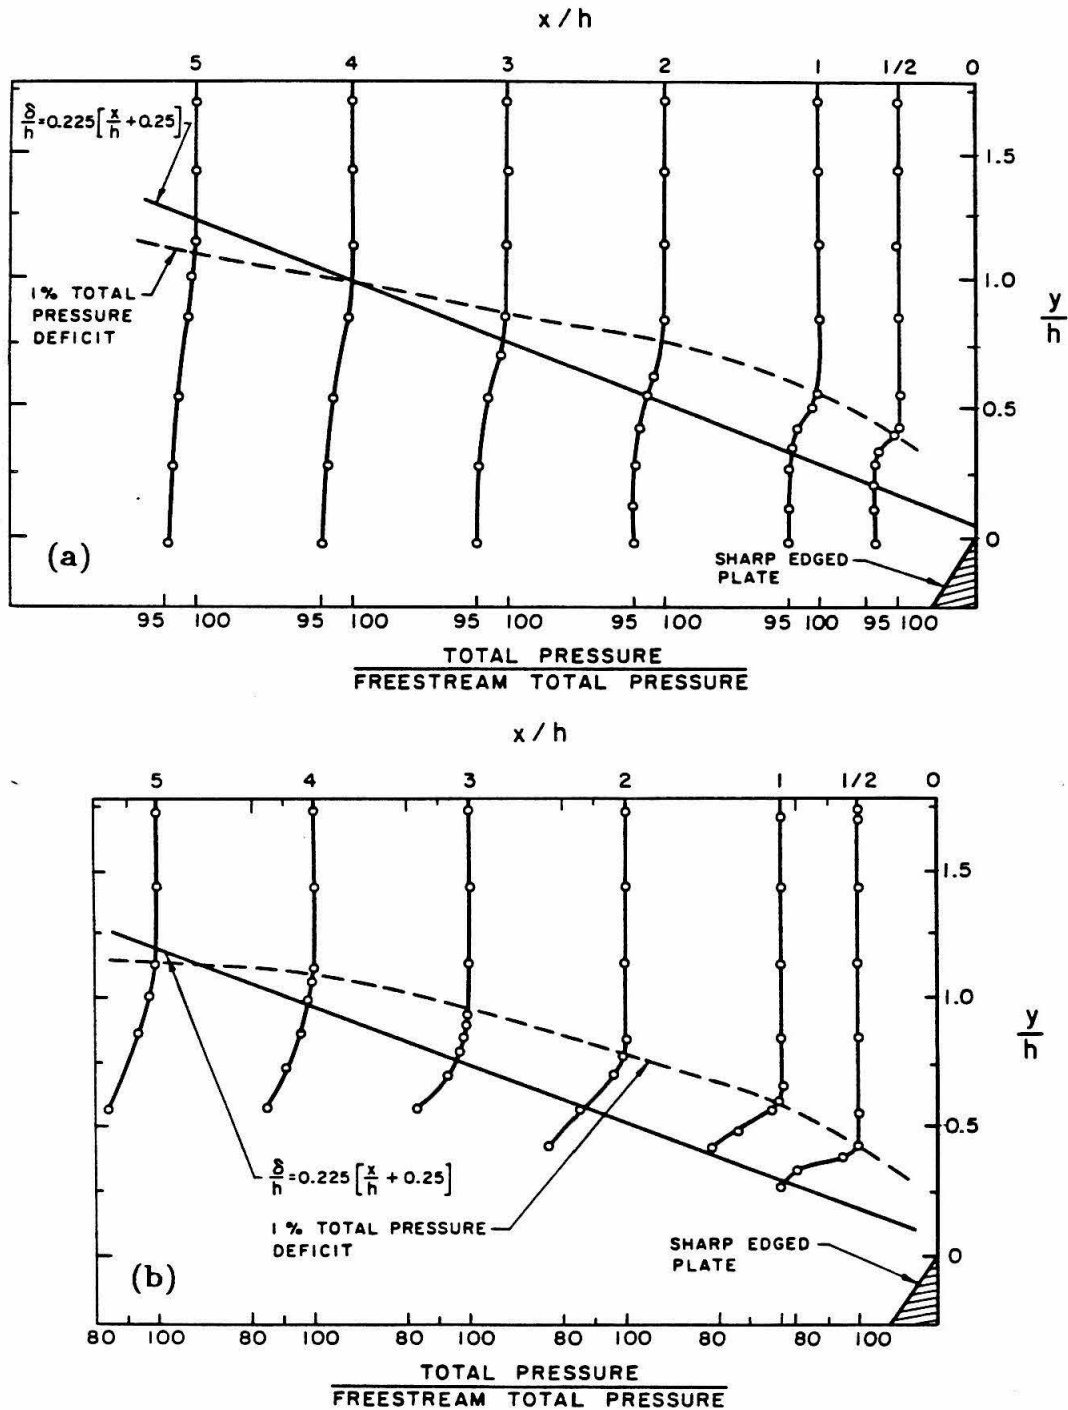 x/h
5 4 3 2 1 1/2 0
δ/h=0.225[x/h+0.25]
1.5
1% TOTAL
PRESSURE
DEFICIT
1.0
y/h
0.5
(a)
SHARP EDGED
PLATE
0
95 100 95 100 95 100 95 100 95 100 95 100
TOTAL PRESSURE
FREESTREAM TOTAL PRESSURE
x/h
5 4 3 2 1 1/2 0
1.5
1.0
y/h
0.5
δ/h=0.225[x/h+0.25]
1% TOTAL PRESSURE
DEFICIT
SHARP EDGED
PLATE
0
(b)
80 100 80 100 80 100 80 100 80 80 100
TOTAL PRESSURE
FREESTREAM TOTAL PRESSURE